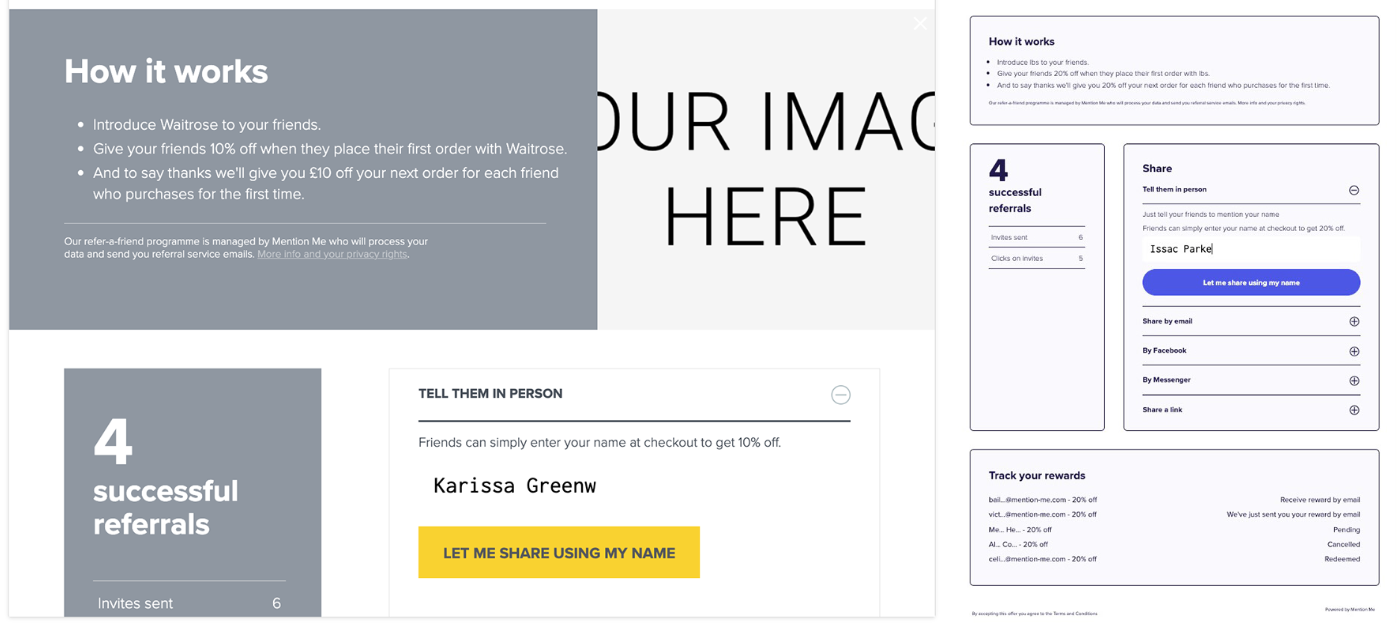 How it works
Introduce Waitrose to your friends.
Give your friends 10% off when they place their first order with Waitrose.
And to say thanks we'll give you £10 off your next order for each friend
who purchases for the first time.
Our refer-a-friend programme is managed by Mention Me who will process your
data and send you referral service emails. More info and your privacy rights.
OUR IMAG
HERE
4
successful
referrals
Invites sent 6
TELL THEM IN PERSON
Friends can simply enter your name at checkout to get 10% off.
Karissa Greenw
LET ME SHARE USING MY NAME
How it works
Introduce lbs to your friends.
Give your friends 20% off when they place their first order with lbs.
And to say thanks we'll give you 20% off your next order for each friend who purchases for the first time.
Our refer-a-friend programme is managed by Mention Me who will process your data and send you referral service emails. More info and your privacy rights.
4
successful
referrals
Invites sent 6
Clicks on invites 5
Share
Tell them in person
Just tell your friends to mention your name
Friends can simply enter your name at checkout to get 20% off.
Issac Parke
Let me share using my name
Share by email
By Facebook
By Messenger
Share a link
Track your rewards
bail...@mention-me.com - 20% off Receive reward by email
vict...@mention-me.com - 20% off We've just sent you your reward by email
Me... He... - 20% off Pending
Al... Co... - 20% off Cancelled
celi...@mention-me.com - 20% off Redeemed
By accepting this offer you agree to the Terms and Conditions
Powered by Mention Me